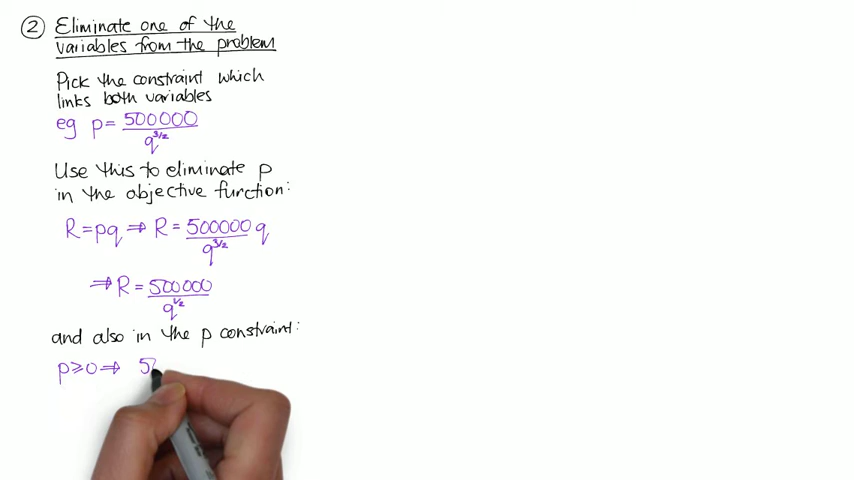 ② Eliminate one of the
variables from the problem
Pick the constraint which
links both variables
eg p = 500000 / q^3/2
Use this to eliminate p
in the objective function:
R = pq ⇒ R = 500000 / q^3/2 q
⇒ R = 500000 / q^1/2
and also in the p constraint:
p ≥ 0 ⇒ 5